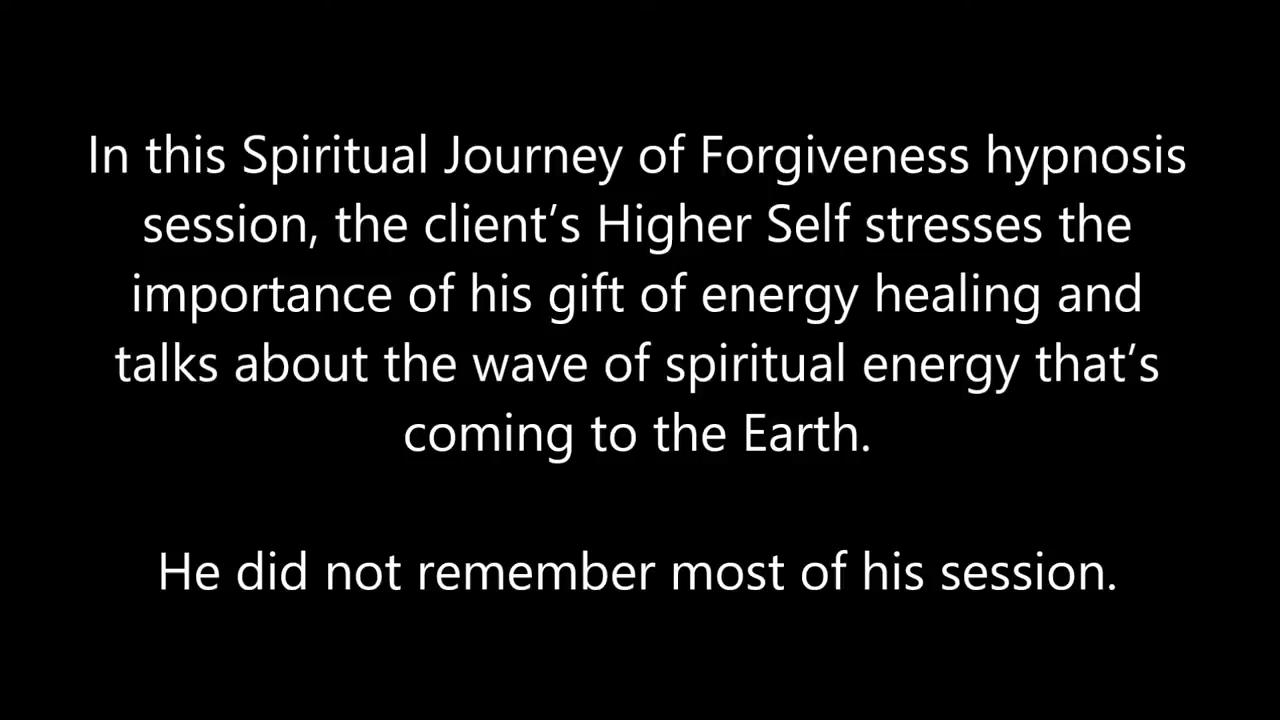 In this Spiritual Journey of Forgiveness hypnosis
session, the client’s Higher Self stresses the
importance of his gift of energy healing and
talks about the wave of spiritual energy that’s
coming to the Earth.
He did not remember most of his session.